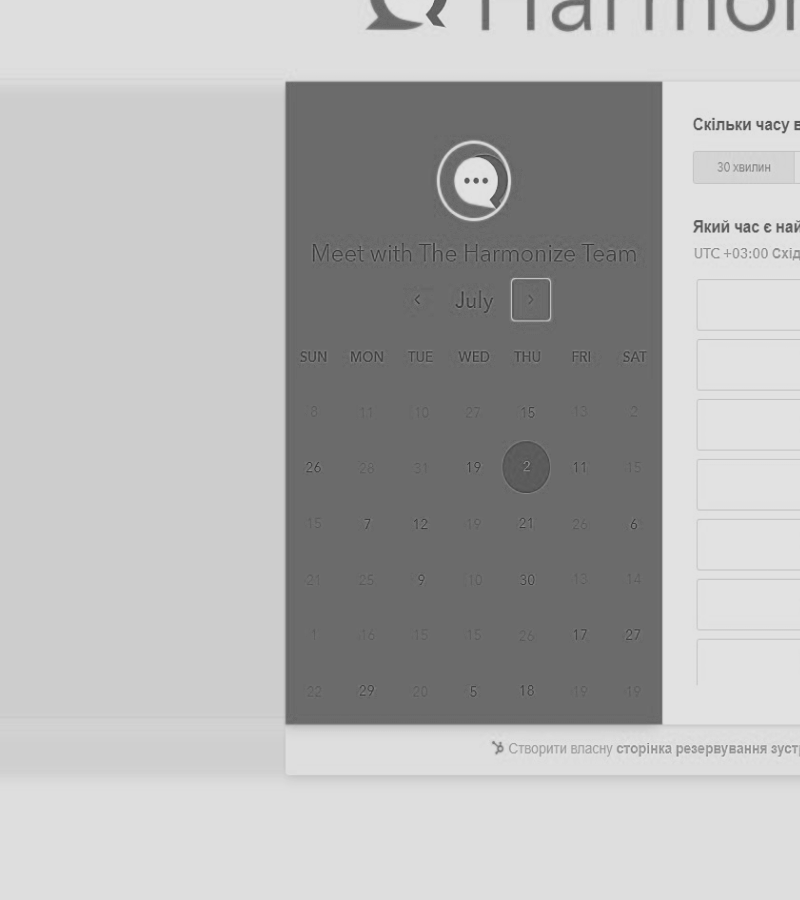 Harmon
Скільки часу в
30 хвилин
Meet with The Harmonize Team
Який час є най
UTC +03:00 Схід
July
SUN MON TUE WED THU FRI SAT
8 11 10 27 15 13 2
26 28 31 19 2 11 15
15 7 12 19 21 26 6
21 25 9 10 30 13 14
1 16 15 15 26 17 27
22 29 20 5 18 19 19
Створити власну сторінка резервування зуст